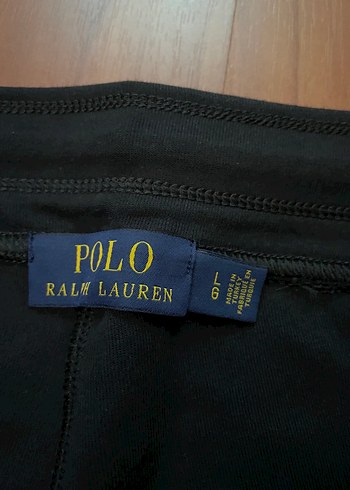 POLO
RALPH LAUREN
L
G
MADE IN
TURKEY
FABRIQUÉ EN
TURQUIE